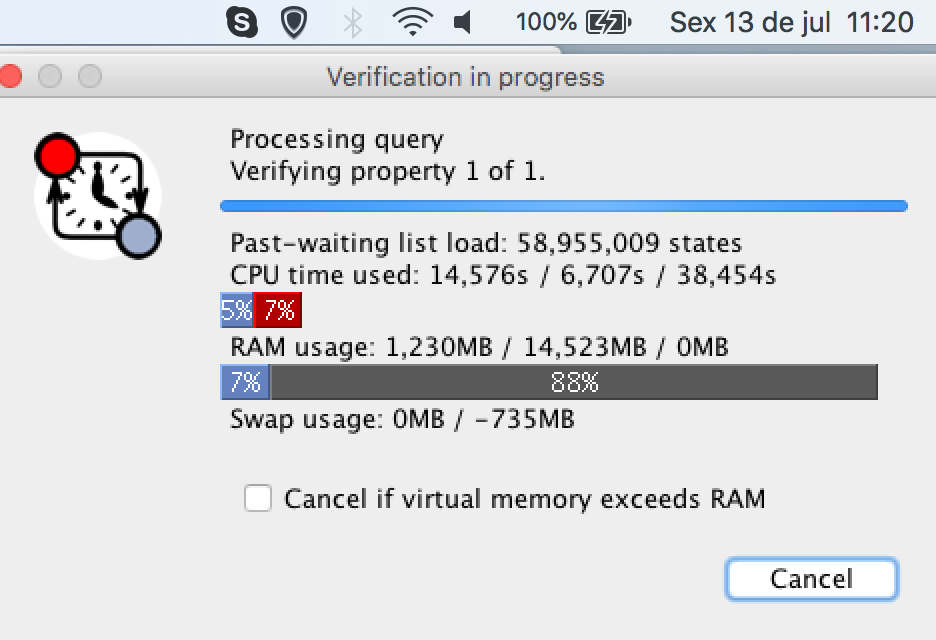 100% Sex 13 de jul 11:20
Verification in progress
Processing query
Verifying property 1 of 1.
Past-waiting list load: 58,955,009 states
CPU time used: 14,576s / 6,707s / 38,454s
5% 7%
RAM usage: 1,230MB / 14,523MB / 0MB
7% 88%
Swap usage: 0MB / -735MB
Cancel if virtual memory exceeds RAM
Cancel